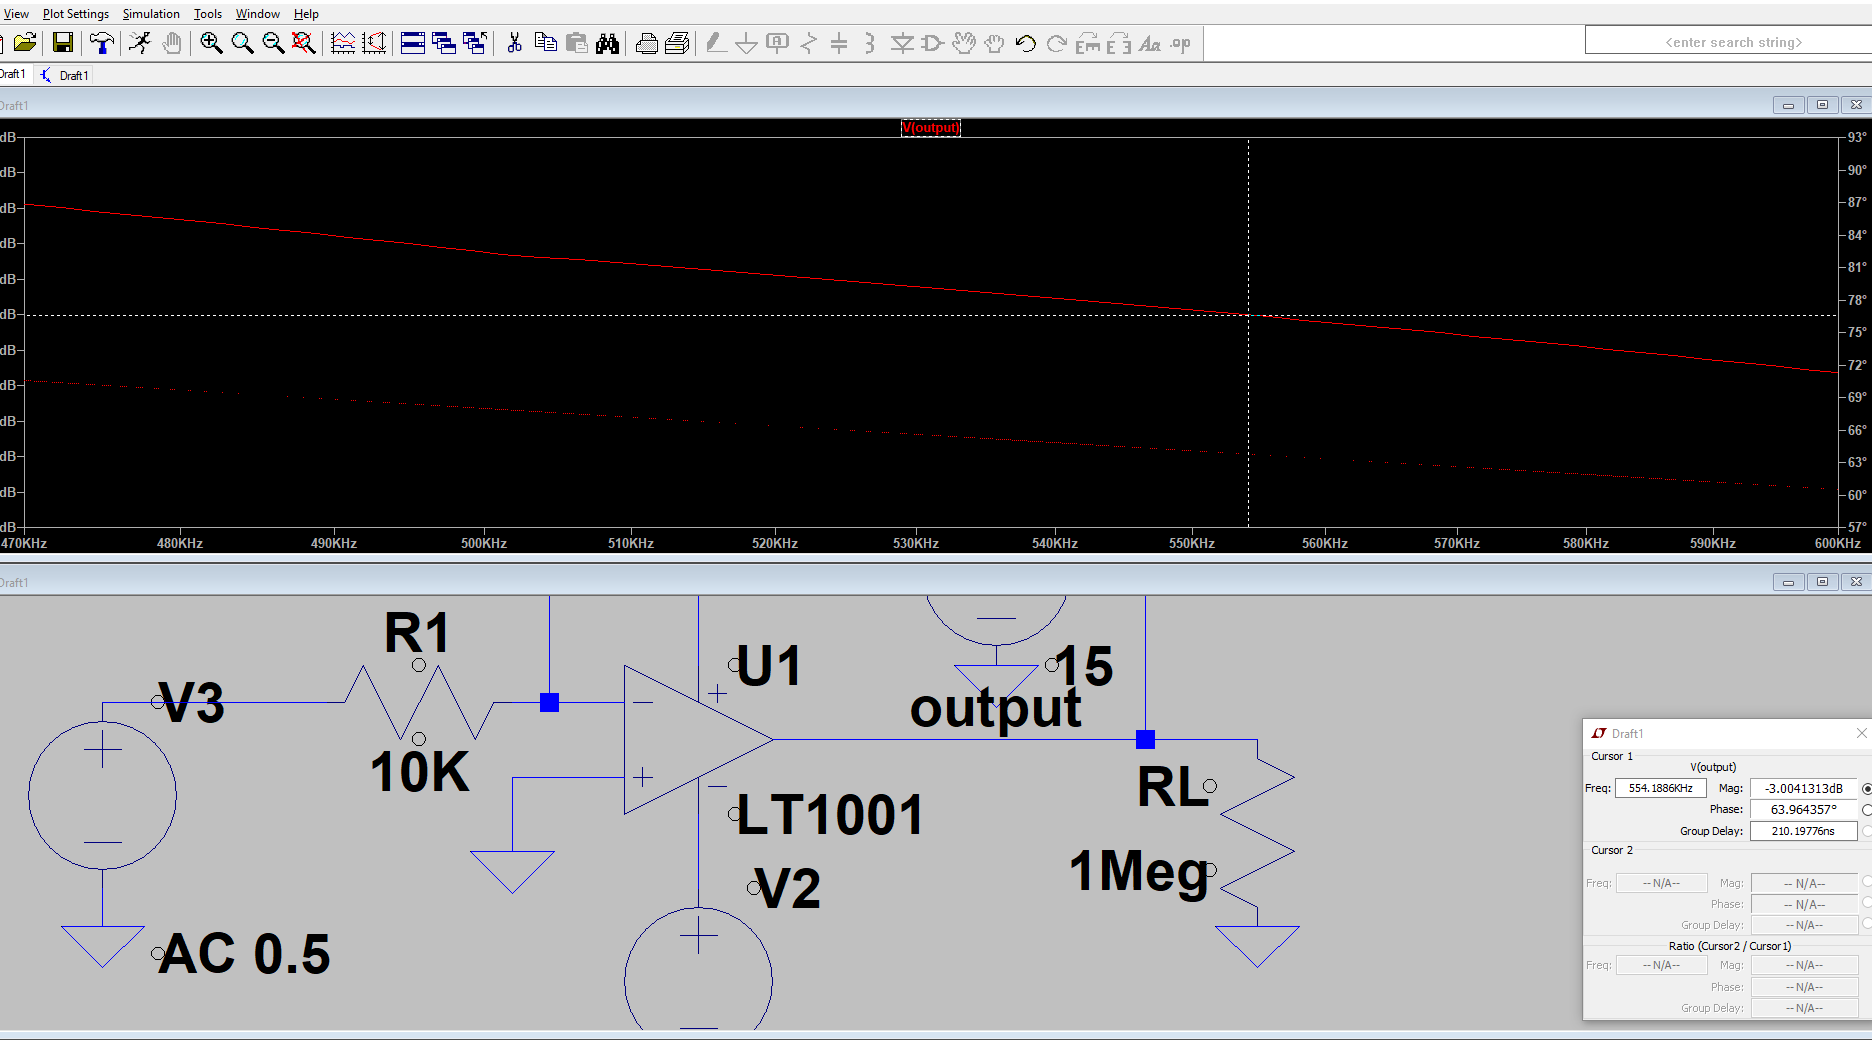 View Plot Settings Simulation Tools Window Help
<enter search string>
Draft1 Draft1
Draft1
V(output)
dB
dB
dB
dB
dB
dB
dB
dB
dB
dB
dB
dB
93°
90°
87°
84°
81°
78°
75°
72°
69°
66°
63°
60°
57°
470KHz 480KHz 490KHz 500KHz 510KHz 520KHz 530KHz 540KHz 550KHz 560KHz 570KHz 580KHz 590KHz 600KHz
Draft1
R1
10K
V3
AC 0.5
U1
LT1001
V2
15
output
RL
1Meg
Draft1
Cursor 1
V(output)
Freq: 554.1886KHz Mag: -3.0041313dB
Phase: 63.964357°
Group Delay: 210.19776ns
Cursor 2
Freq: -- N/A-- Mag: -- N/A--
Phase: -- N/A--
Group Delay: -- N/A--
Ratio (Cursor2 / Cursor1)
Freq: -- N/A-- Mag: -- N/A--
Phase: -- N/A--
Group Delay: -- N/A--